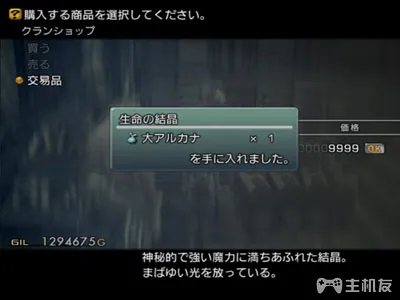 購入する商品を選択してください。
クランショップ
買う
売る
交易品
生命の結晶
大アルカナ × 1
を手に入れました。
価格
9999 OK
GIL 1294675G
神秘的で強い魔力に満ちあふれた結晶。
まばゆい光を放っている。
主机友